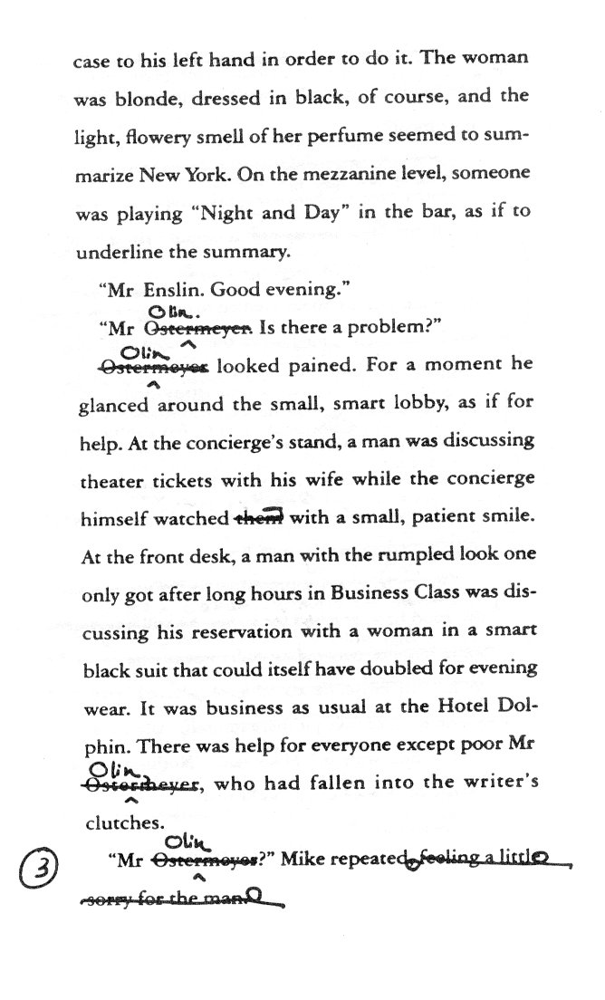 case to his left hand in order to do it. The woman
was blonde, dressed in black, of course, and the
light, flowery smell of her perfume seemed to sum-
marize New York. On the mezzanine level, someone
was playing “Night and Day” in the bar, as if to
underline the summary.
“Mr Enslin. Good evening.”
Olin.
“Mr Ostermeyer. Is there a problem?”
Olin
Ostermeyer looked pained. For a moment he
glanced around the small, smart lobby, as if for
help. At the concierge’s stand, a man was discussing
theater tickets with his wife while the concierge
himself watched them with a small, patient smile.
At the front desk, a man with the rumpled look one
only got after long hours in Business Class was dis-
cussing his reservation with a woman in a smart
black suit that could itself have doubled for evening
wear. It was business as usual at the Hotel Dol-
phin. There was help for everyone except poor Mr
Olin
Ostermeyer, who had fallen into the writer’s
clutches.
Olin
“Mr Ostermeyer?” Mike repeated, feeling a little
3
sorry for the man.